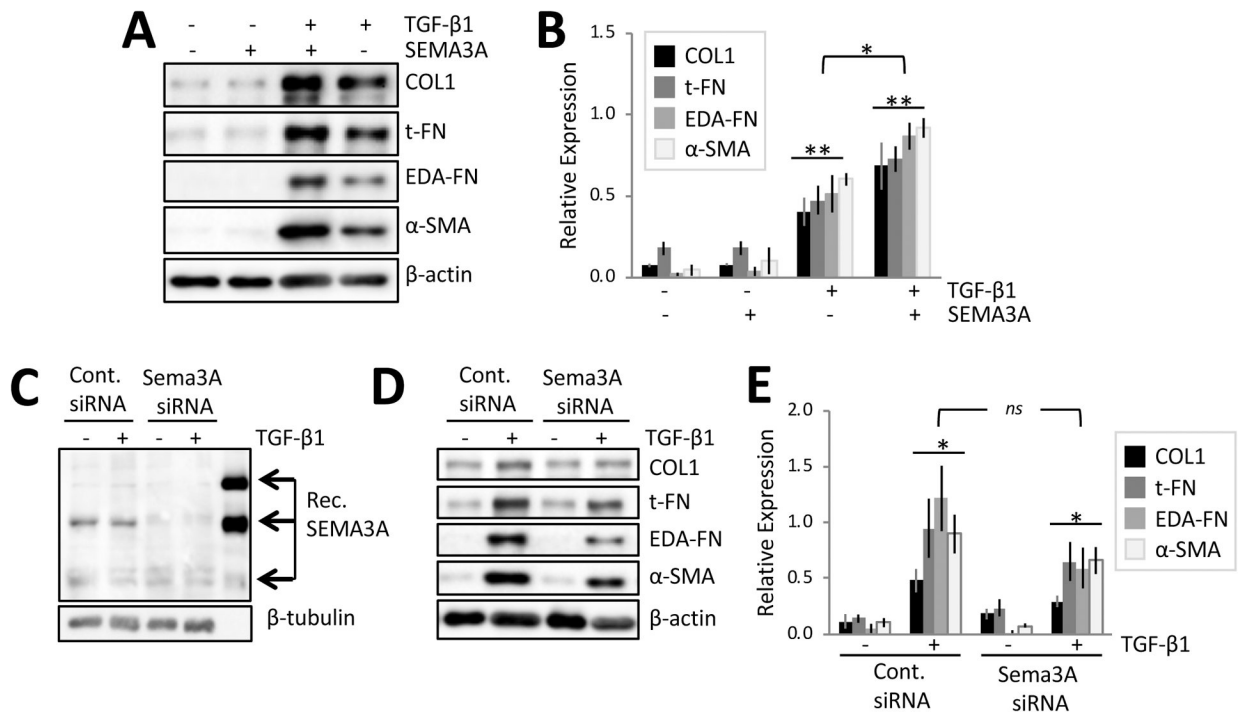 A
- - + + TGF-β1
- + + - SEMA3A
COL1
t-FN
EDA-FN
α-SMA
β-actin
B
Relative Expression
1.5
1.0
0.5
0.0
COL1
t-FN
EDA-FN
α-SMA
*
**
**
- - + + TGF-β1
- + - + SEMA3A
C
Cont. Sema3A
siRNA siRNA
- + - + TGF-β1
Rec.
SEMA3A
β-tubulin
D
Cont. Sema3A
siRNA siRNA
- + - + TGF-β1
COL1
t-FN
EDA-FN
α-SMA
β-actin
E
Relative Expression
2.0
1.5
1.0
0.5
0.0
ns
*
*
COL1
t-FN
EDA-FN
α-SMA
- + - + TGF-β1
Cont. Sema3A
siRNA siRNA